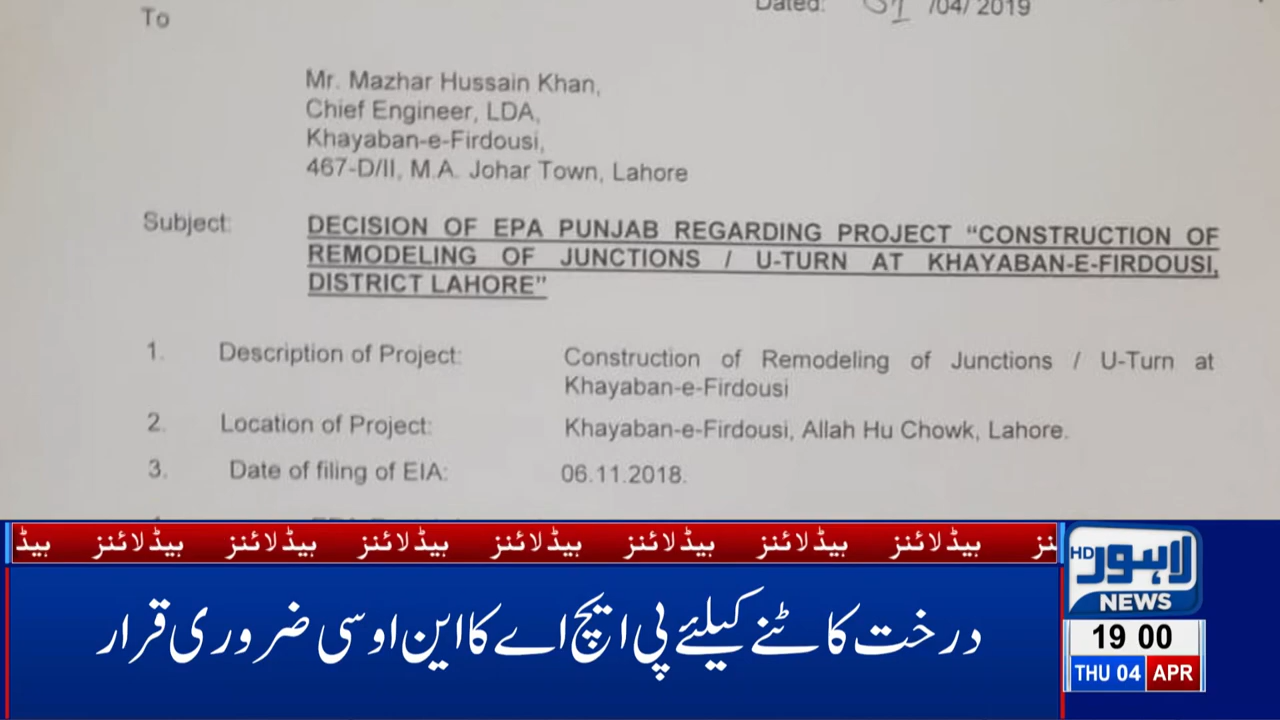 To
Dated: /04/ 2019
Mr. Mazhar Hussain Khan,
Chief Engineer, LDA,
Khayaban-e-Firdousi,
467-D/II, M.A. Johar Town, Lahore
Subject: DECISION OF EPA PUNJAB REGARDING PROJECT “CONSTRUCTION OF
REMODELING OF JUNCTIONS / U-TURN AT KHAYABAN-E-FIRDOUSI,
DISTRICT LAHORE”
1. Description of Project: Construction of Remodeling of Junctions / U-Turn at
Khayaban-e-Firdousi
2. Location of Project: Khayaban-e-Firdousi, Allah Hu Chowk, Lahore.
3. Date of filing of EIA: 06.11.2018.
ہیڈلائنز ہیڈلائنز ہیڈلائنز ہیڈلائنز ہیڈلائنز ہیڈلائنز ہیڈلائنز
درخت کاٹنے کیلئے پی ایچ اے کا این او سی ضروری قرار
لاہور HD
NEWS
19 00
THU 04 APR